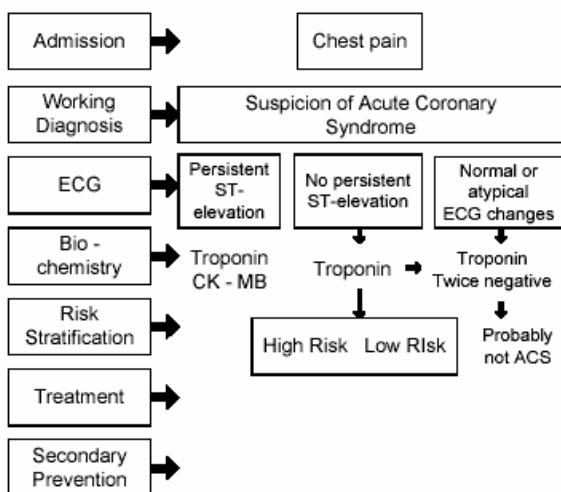 Admission
Chest pain
Working
Diagnosis
Suspicion of Acute Coronary
Syndrome
ECG
Persistent
ST-
elevation
No persistent
ST-elevation
Normal or
atypical
ECG changes
Bio -
chemistry
Troponin
CK - MB
Troponin
Troponin
Twice negative
Risk
Stratification
High Risk Low RIsk
Probably
not ACS
Treatment
Secondary
Prevention